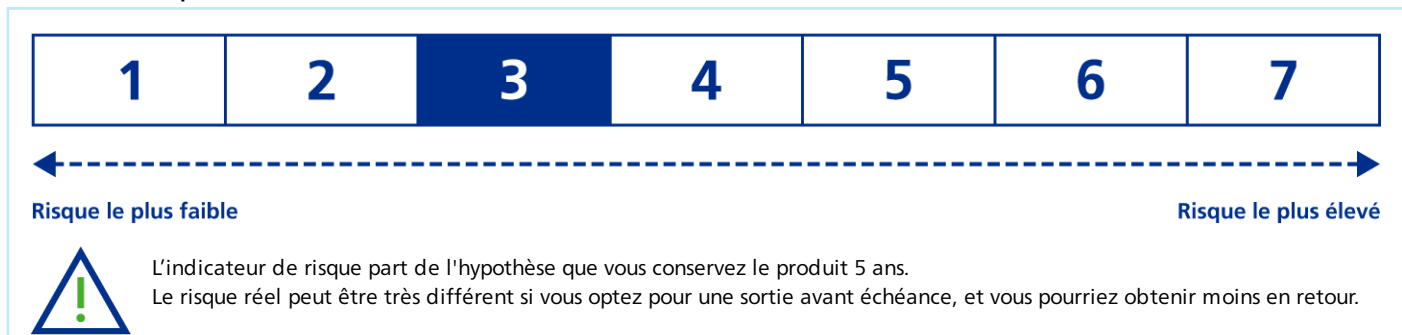 1 2 3 4 5 6 7
Risque le plus faible Risque le plus élevé
L’indicateur de risque part de l'hypothèse que vous conservez le produit 5 ans.
Le risque réel peut être très différent si vous optez pour une sortie avant échéance, et vous pourriez obtenir moins en retour.